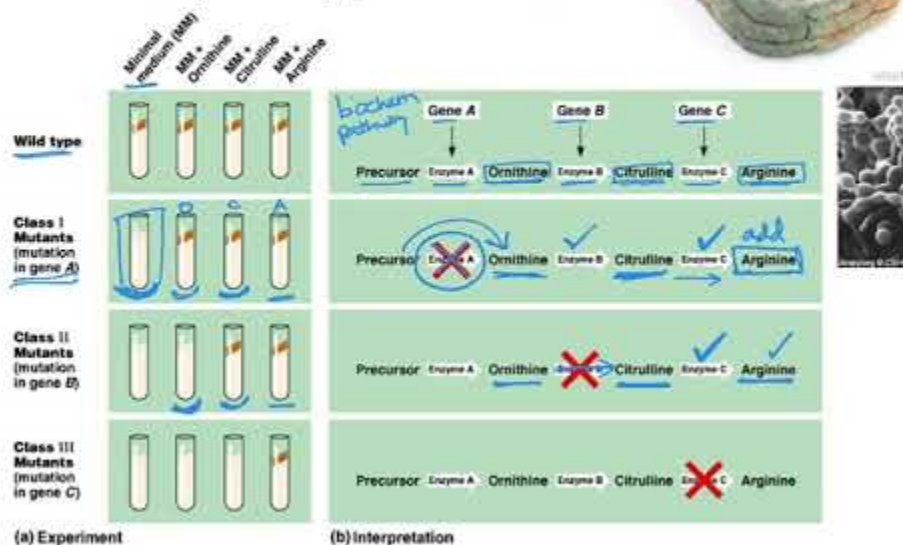 Minimal
medium (MM)
MM +
Ornithine
MM +
Citrulline
MM +
Arginine
Wild type
biochem
pathway
Gene A
Gene B
Gene C
Precursor Enzyme A Ornithine Enzyme B Citrulline Enzyme C Arginine
Class I
Mutants
(mutation
in gene A)
O C A
add
Precursor Ornithine Enzyme B Citrulline Enzyme C Arginine
Class II
Mutants
(mutation
in gene B)
Precursor Enzyme A Ornithine Citrulline Enzyme C Arginine
Class III
Mutants
(mutation
in gene C)
Precursor Enzyme A Ornithine Enzyme B Citrulline Arginine
(a) Experiment
(b) Interpretation